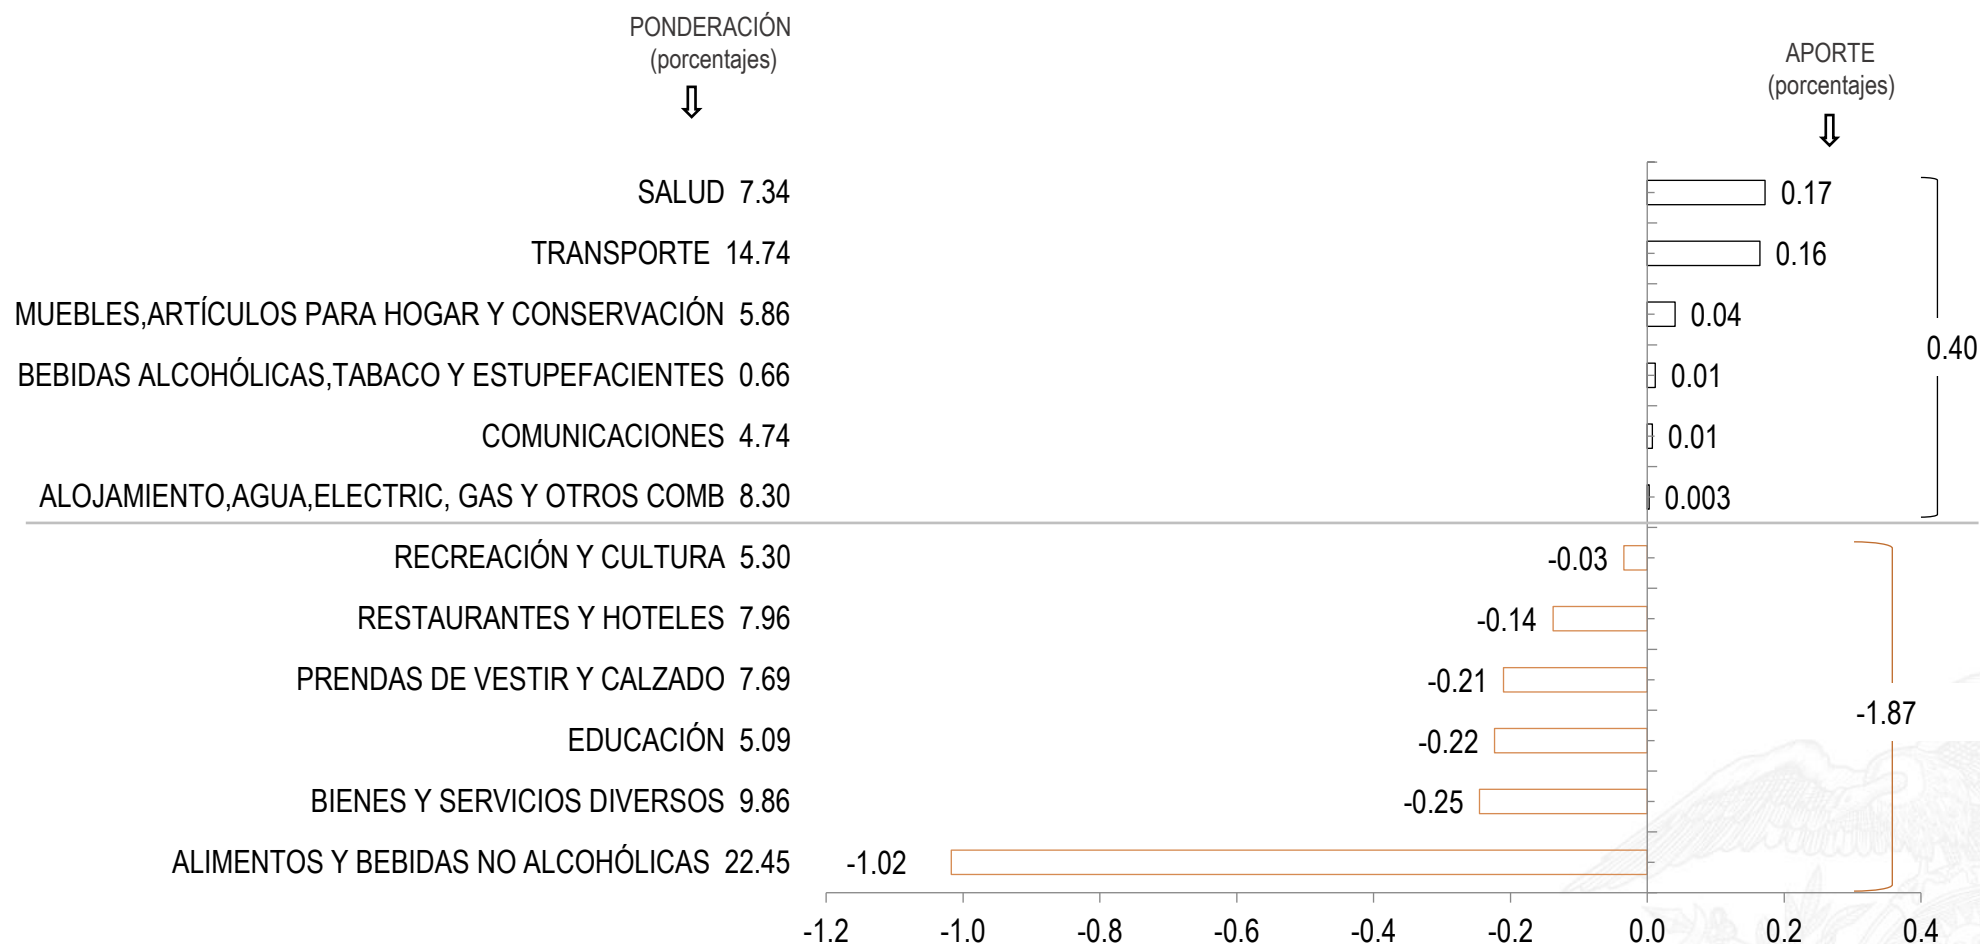 PONDERACIÓN
(porcentajes)
APORTE
(porcentajes)
SALUD 7.34 0.17
TRANSPORTE 14.74 0.16
MUEBLES,ARTÍCULOS PARA HOGAR Y CONSERVACIÓN 5.86 0.04
0.40
BEBIDAS ALCOHÓLICAS,TABACO Y ESTUPEFACIENTES 0.66 0.01
COMUNICACIONES 4.74 0.01
ALOJAMIENTO,AGUA,ELECTRIC, GAS Y OTROS COMB 8.30 0.003
RECREACIÓN Y CULTURA 5.30 -0.03
RESTAURANTES Y HOTELES 7.96 -0.14
PRENDAS DE VESTIR Y CALZADO 7.69 -0.21
-1.87
EDUCACIÓN 5.09 -0.22
BIENES Y SERVICIOS DIVERSOS 9.86 -0.25
ALIMENTOS Y BEBIDAS NO ALCOHÓLICAS 22.45 -1.02
-1.2 -1.0 -0.8 -0.6 -0.4 -0.2 0.0 0.2 0.4